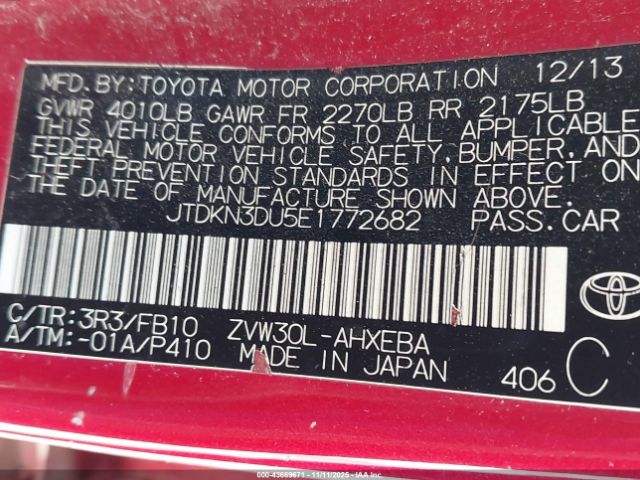 MFD. BY: TOYOTA MOTOR CORPORATION 12/13
GVWR 4010LB GAWR FR 2270LB RR 2175LB
THIS VEHICLE CONFORMS TO ALL APPLICABLE
FEDERAL MOTOR VEHICLE SAFETY, BUMPER, AND
THEFT PREVENTION STANDARDS IN EFFECT ON
THE DATE OF MANUFACTURE SHOWN ABOVE.
JTDKN3DU5E1772682 PASS. CAR
C/TR: 3R3/FB10 ZVW30L-AHXEBA
A/TM: -01A/P410 MADE IN JAPAN
406 C
TOYOTA
000-43669671 - 11/11/2025 - IAAI.COM